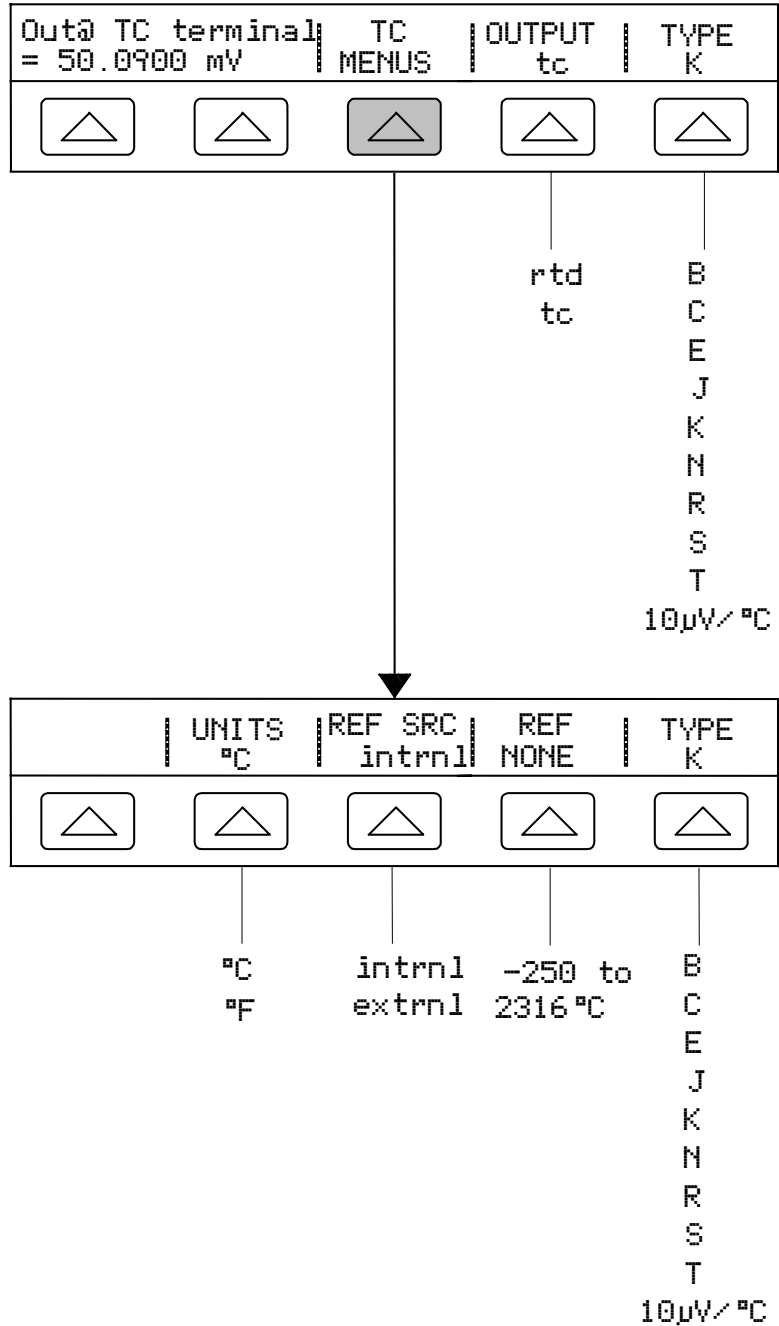 Out@ TC terminal TC OUTPUT TYPE
= 50.0900 mV MENUS tc K
rtd B
tc C
E
J
K
N
R
S
T
10µV/°C
UNITS REF SRC REF TYPE
°C intrnl NONE K
°C intrnl -250 to B
°F extrnl 2316°C C
E
J
K
N
R
S
T
10µV/°C